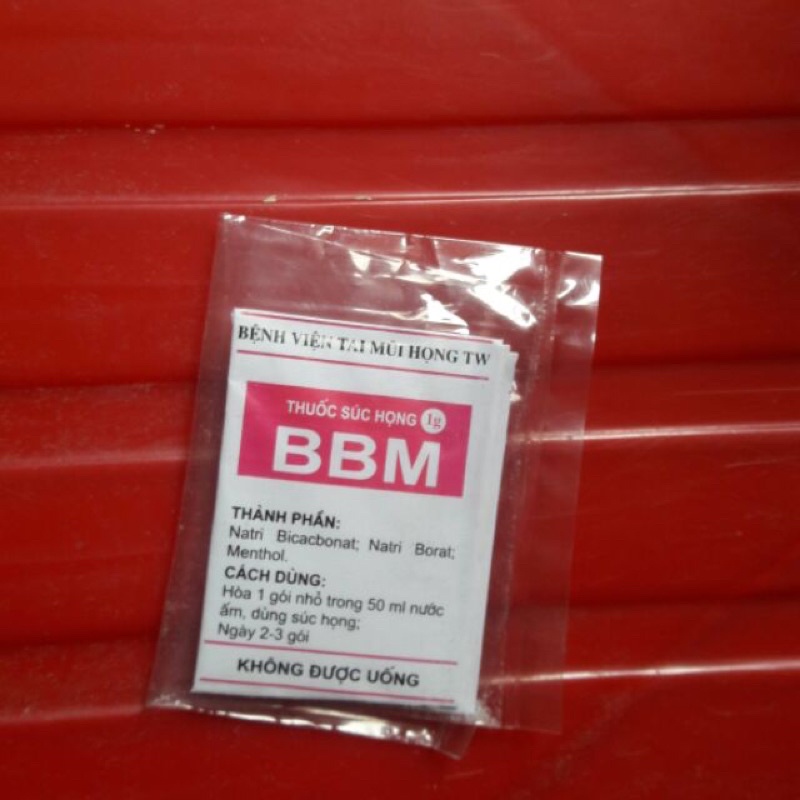 BỆNH VIỆN TAI MŨI HỌNG TW
THUỐC SÚC HỌNG 1g
BBM
THÀNH PHẦN:
Natri Bicacbonat; Natri Borat;
Menthol.
CÁCH DÙNG:
Hòa 1 gói nhỏ trong 50 ml nước
ấm, dùng súc họng;
Ngày 2-3 gói
KHÔNG ĐƯỢC UỐNG